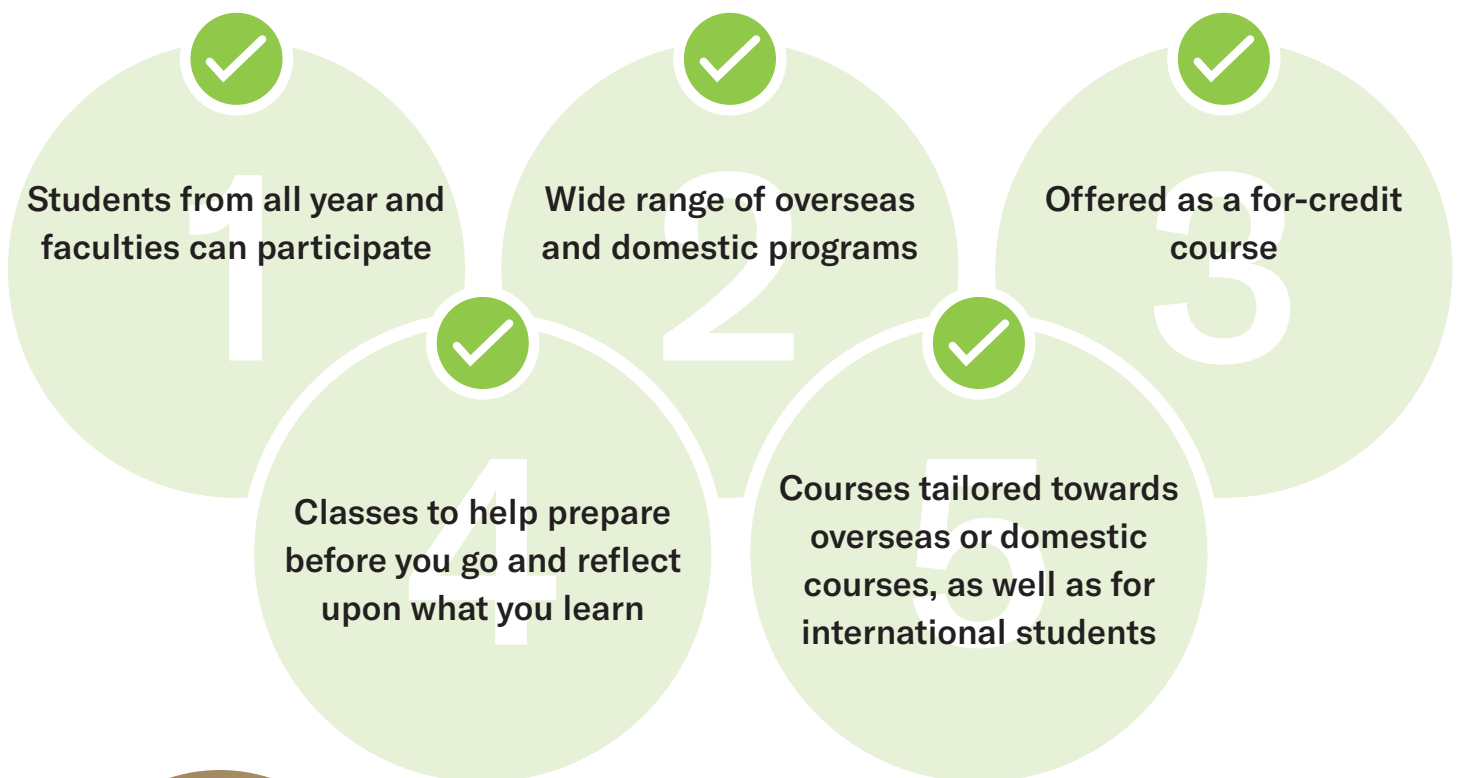 1
Students from all year and
faculties can participate
2
Wide range of overseas
and domestic programs
3
Offered as a for-credit
course
4
Classes to help prepare
before you go and reflect
upon what you learn
5
Courses tailored towards
overseas or domestic
courses, as well as for
international students